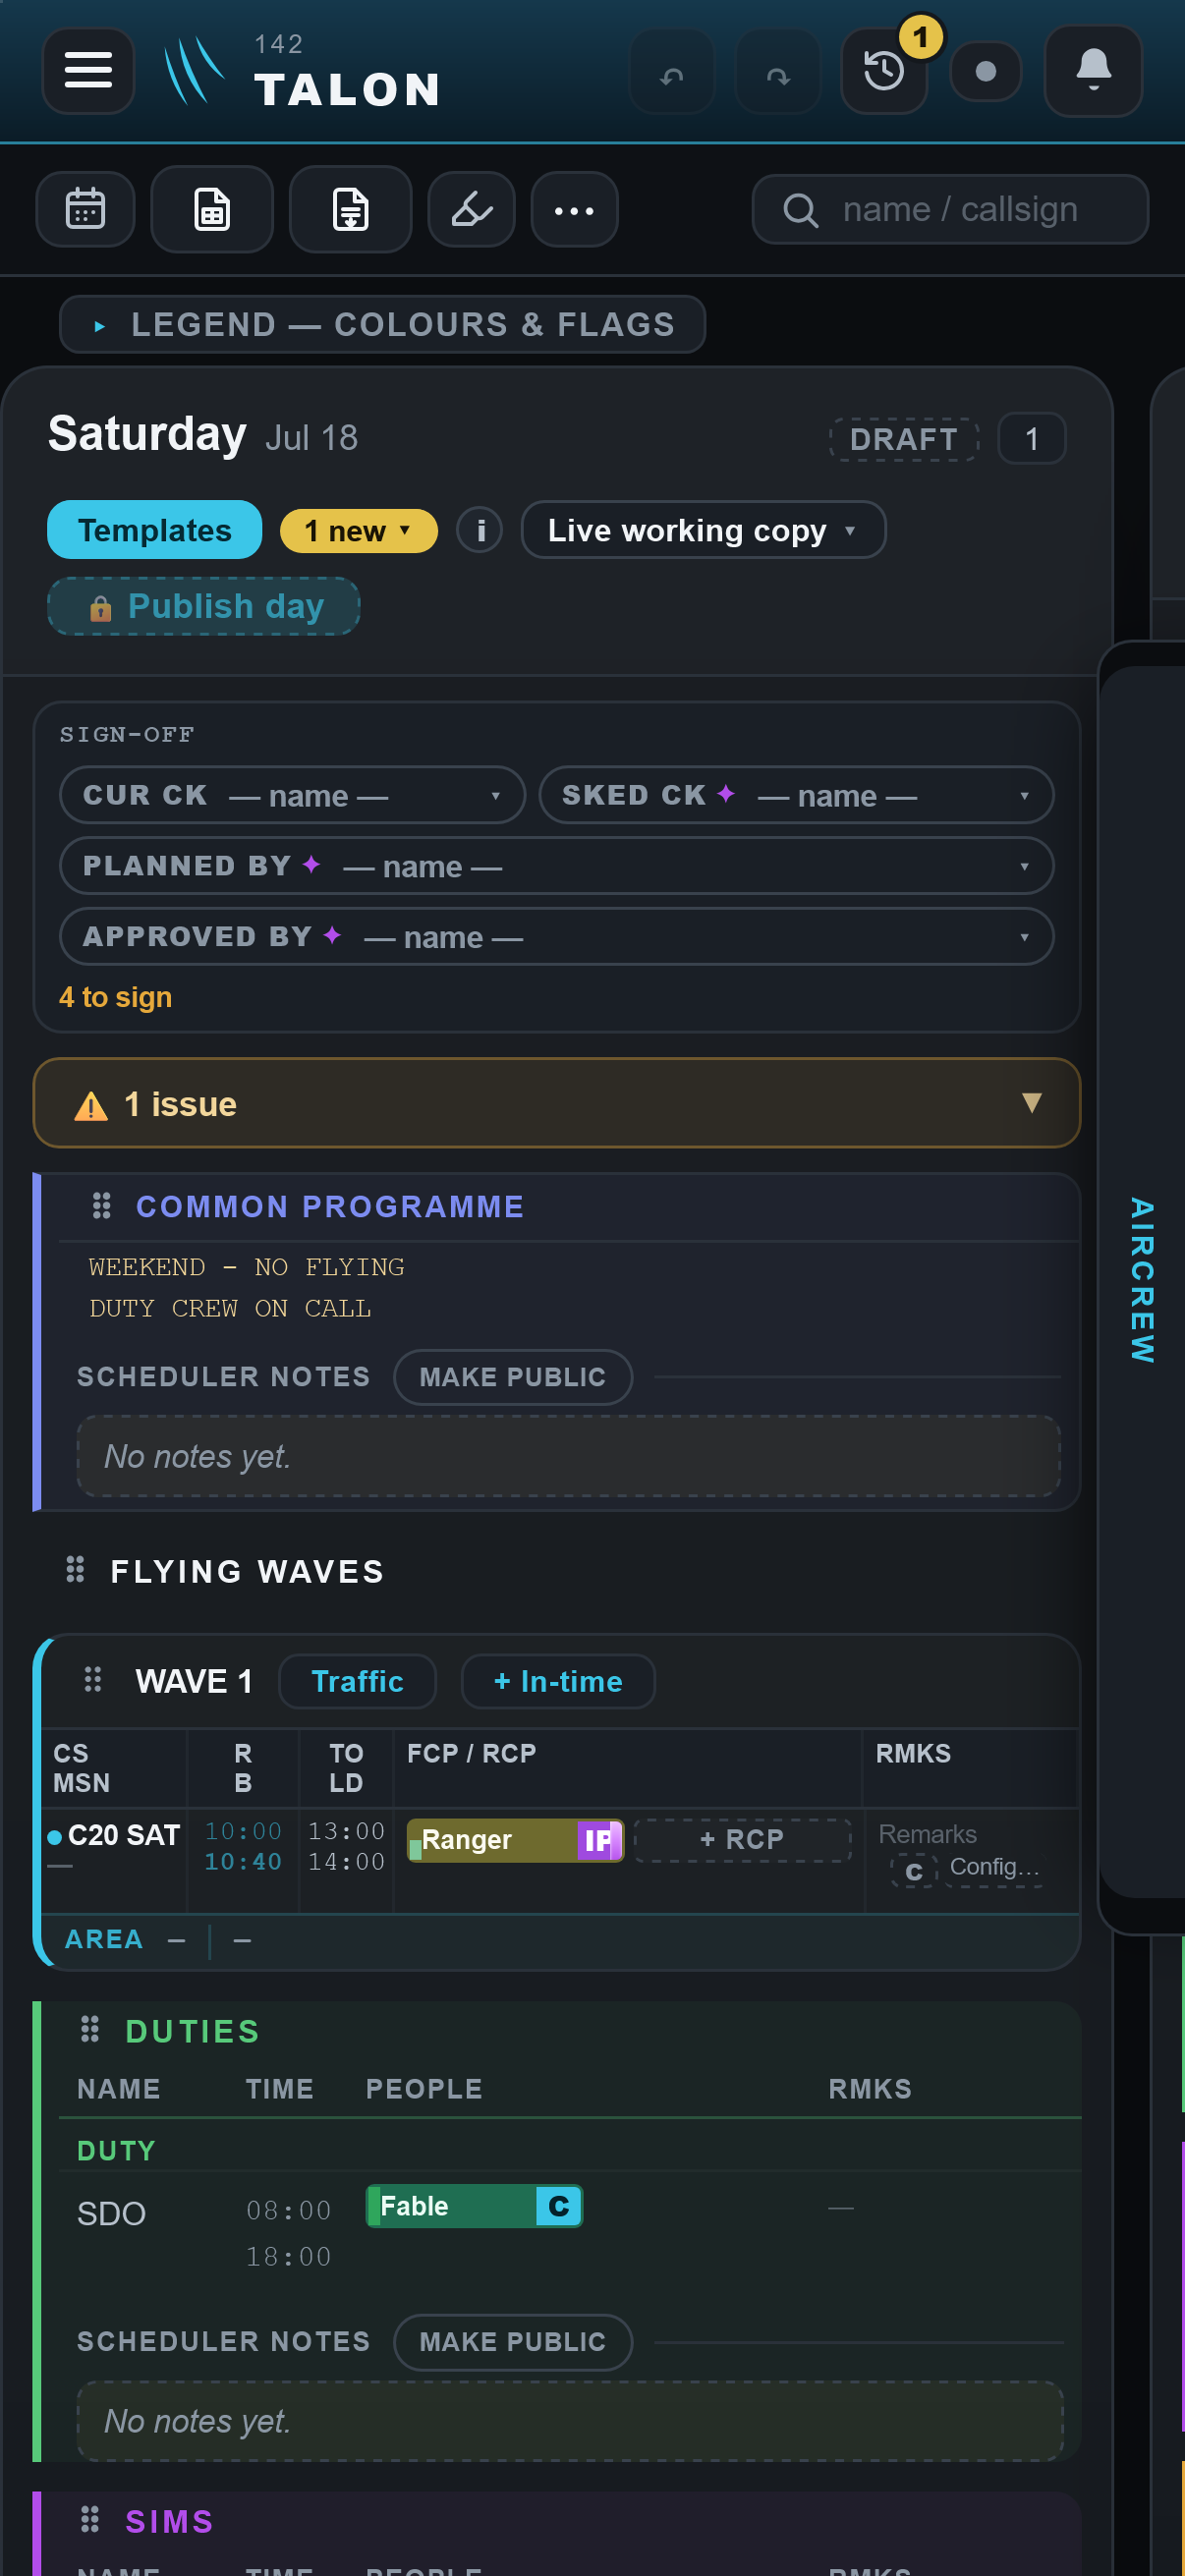 142
TALON
1
name / callsign
LEGEND — COLOURS & FLAGS
Saturday Jul 18
DRAFT
1
Templates
1 new
i
Live working copy
Publish day
SIGN-OFF
CUR CK — name —
SKED CK ✦ — name —
PLANNED BY ✦ — name —
APPROVED BY ✦ — name —
4 to sign
1 issue
COMMON PROGRAMME
WEEKEND - NO FLYING
DUTY CREW ON CALL
SCHEDULER NOTES MAKE PUBLIC
No notes yet.
AIRCREW
FLYING WAVES
WAVE 1 Traffic + In-time
CS R TO FCP / RCP RMKS
MSN B LD
C20 SAT 10:00 13:00 Ranger IP + RCP Remarks
— 10:40 14:00 C Config...
AREA — | —
DUTIES
NAME TIME PEOPLE RMKS
DUTY
SDO 08:00 Fable C —
18:00
SCHEDULER NOTES MAKE PUBLIC
No notes yet.
SIMS
NAME TIME PEOPLE RMKS